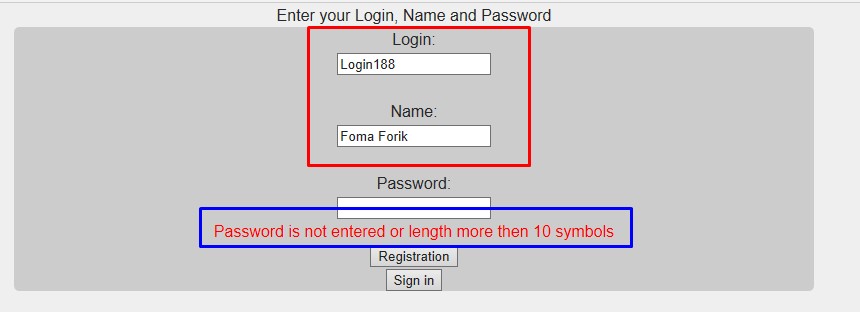 Enter your Login, Name and Password
Login:
Login188
Name:
Foma Forik
Password:
Password is not entered or length more then 10 symbols
Registration
Sign in